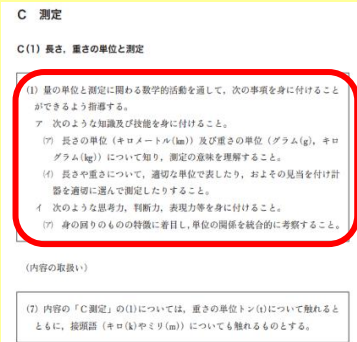 C 測定
C(1) 長さ，重さの単位と測定
(1) 量の単位と測定に関わる数学的活動を通して，次の事項を身に付けること
ができるよう指導する。
ア 次のような知識及び技能を身に付けること。
(ｱ) 長さの単位（キロメートル(km)）及び重さの単位（グラム(g)，キロ
グラム(kg)）について知り，測定の意味を理解すること。
(ｲ) 長さや重さについて，適切な単位で表したり，およその見当を付け計
器を適切に選んで測定したりすること。
イ 次のような思考力，判断力，表現力等を身に付けること。
(ｱ) 身の回りのものの特徴に着目し，単位の関係を統合的に考察すること。
（内容の取扱い）
(7) 内容の「C測定」の(1)については，重さの単位トン(t)について触れると
ともに，接頭語（キロ(k)やミリ(m)）についても触れるものとする。